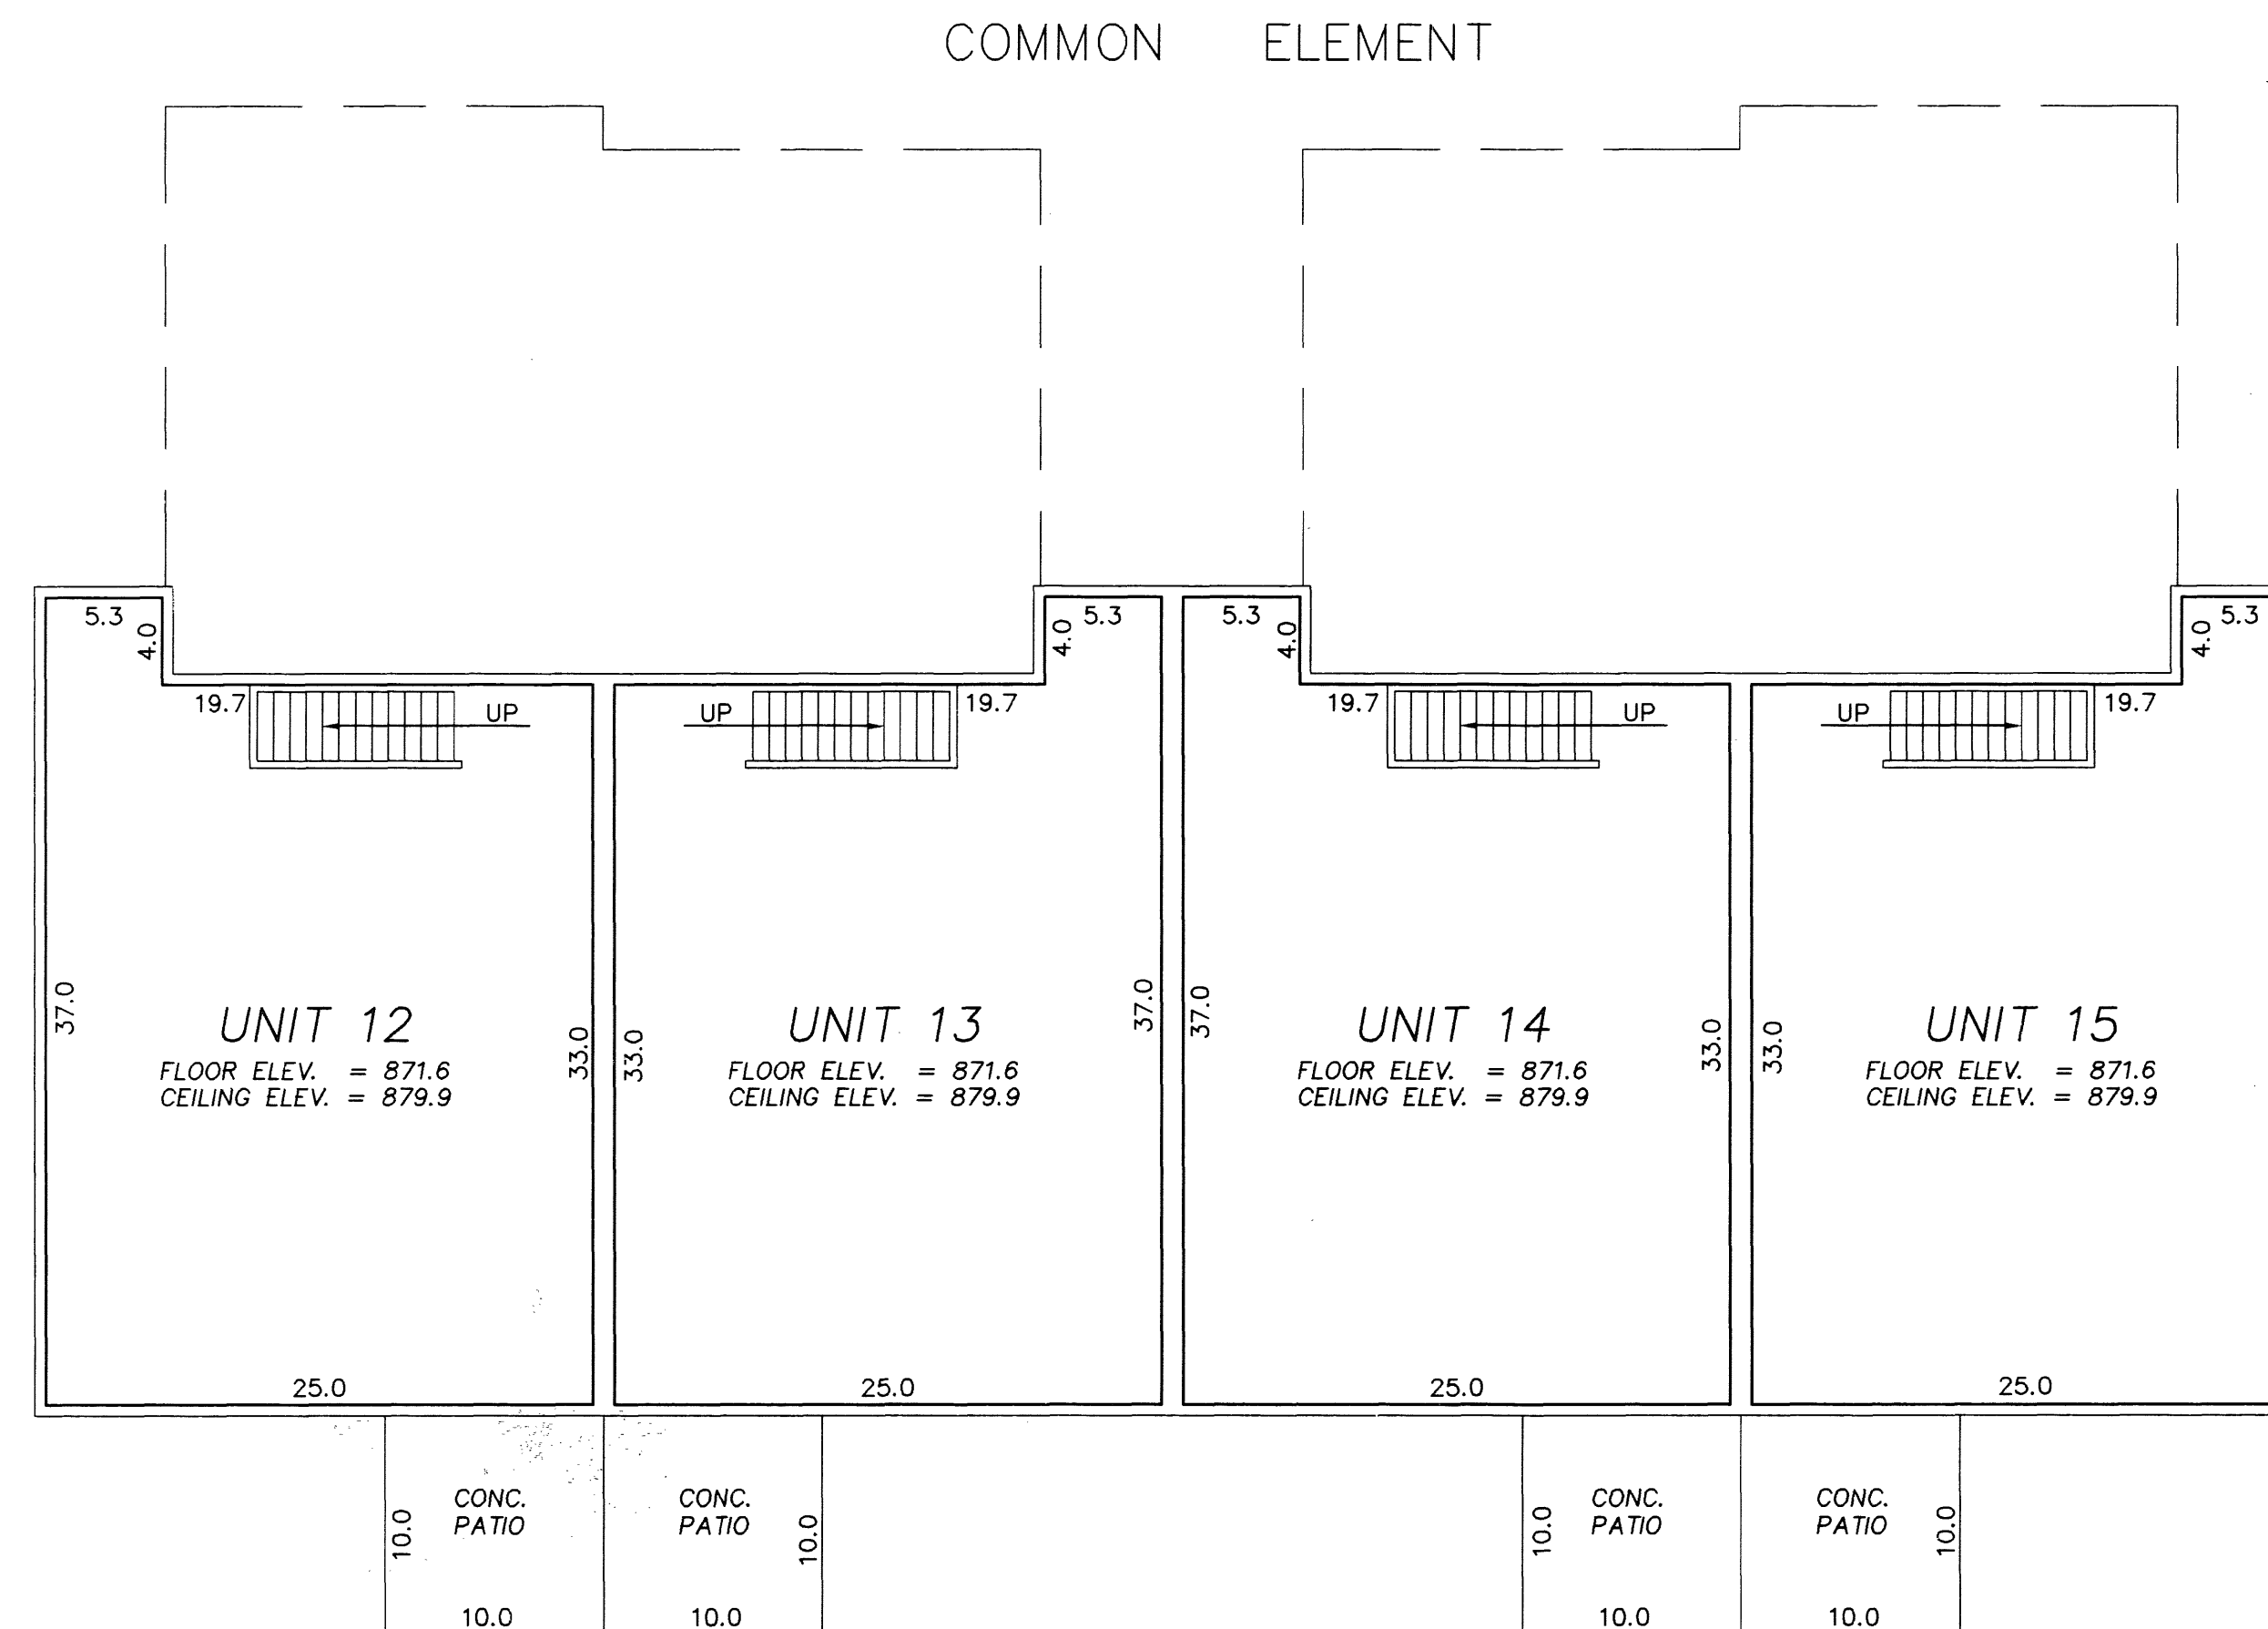 COMMON ELEMENT
5.3
4.0
4.0
5.3
5.3
4.0
4.0
5.3
19.7
UP
UP
19.7
19.7
UP
UP
19.7
37.0
UNIT 12
FLOOR ELEV. = 871.6
CEILING ELEV. = 879.9
33.0
33.0
UNIT 13
FLOOR ELEV. = 871.6
CEILING ELEV. = 879.9
37.0
37.0
UNIT 14
FLOOR ELEV. = 871.6
CEILING ELEV. = 879.9
33.0
33.0
UNIT 15
FLOOR ELEV. = 871.6
CEILING ELEV. = 879.9
25.0
25.0
25.0
25.0
10.0
CONC.
PATIO
10.0
CONC.
PATIO
10.0
10.0
10.0
CONC.
PATIO
10.0
CONC.
PATIO
10.0
10.0